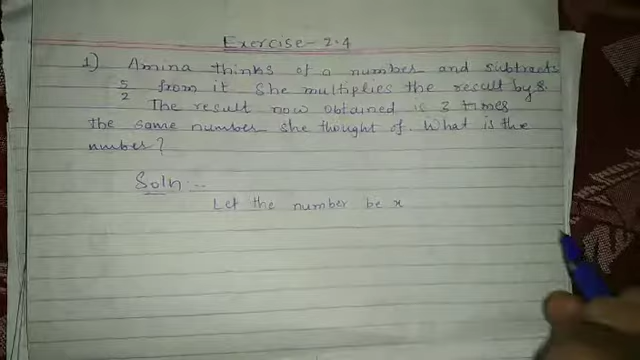 Exercise - 2.4
1) Amina thinks of a number and subtracts
5/2 from it She multiplies the result by 8.
The result now obtained is 3 times
the same number she thought of. What is the
number?
Soln:--
Let the number be x